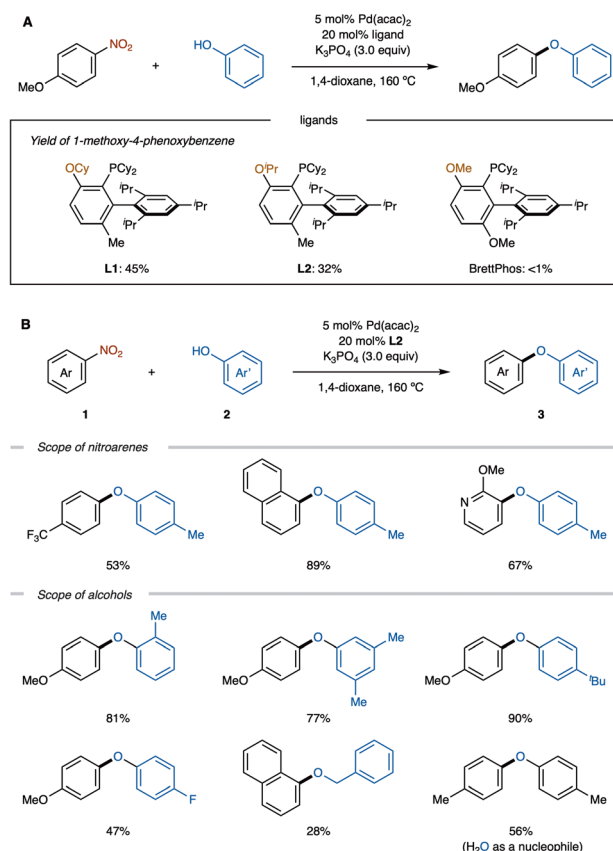 A
5 mol% Pd(acac)2
20 mol% ligand
K3PO4 (3.0 equiv)
1,4-dioxane, 160 ºC
NO2
MeO
+
HO
O
MeO
ligands
Yield of 1-methoxy-4-phenoxybenzene
OCy
PCy2
iPr
iPr
iPr
Me
L1: 45%
OiPr
PCy2
iPr
iPr
iPr
Me
L2: 32%
OMe
PCy2
iPr
iPr
iPr
OMe
BrettPhos: <1%
B
5 mol% Pd(acac)2
20 mol% L2
K3PO4 (3.0 equiv)
1,4-dioxane, 160 ºC
Ar
NO2
1
+
HO
Ar'
2
Ar
O
Ar'
3
Scope of nitroarenes
F3C
O
Me
53%
O
Me
89%
OMe
N
O
Me
67%
Scope of alcohols
MeO
O
Me
81%
MeO
O
Me
Me
77%
MeO
O
tBu
90%
MeO
O
F
47%
O
28%
Me
O
Me
56%
(H2O as a nucleophile)